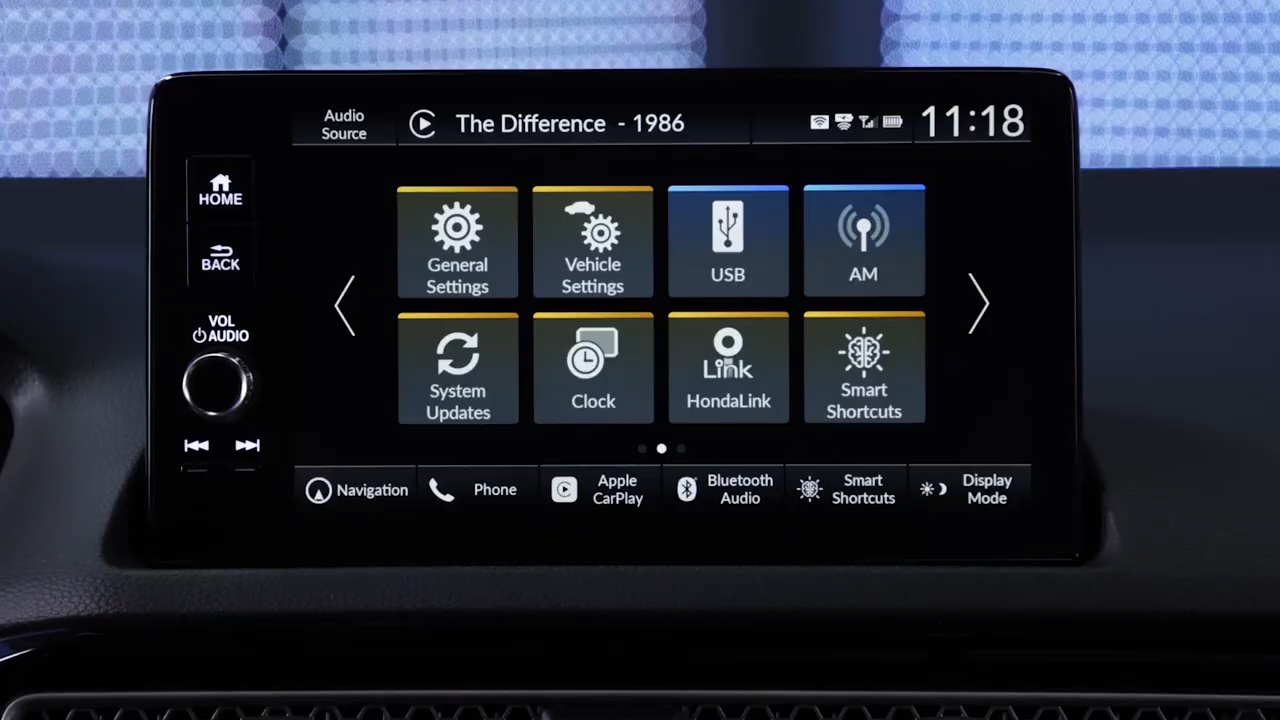 Audio
Source
The Difference - 1986
11:18
HOME
BACK
VOL
AUDIO
General
Settings
Vehicle
Settings
USB
AM
System
Updates
Clock
Link
HondaLink
Smart
Shortcuts
Navigation
Phone
Apple
CarPlay
Bluetooth
Audio
Smart
Shortcuts
Display
Mode